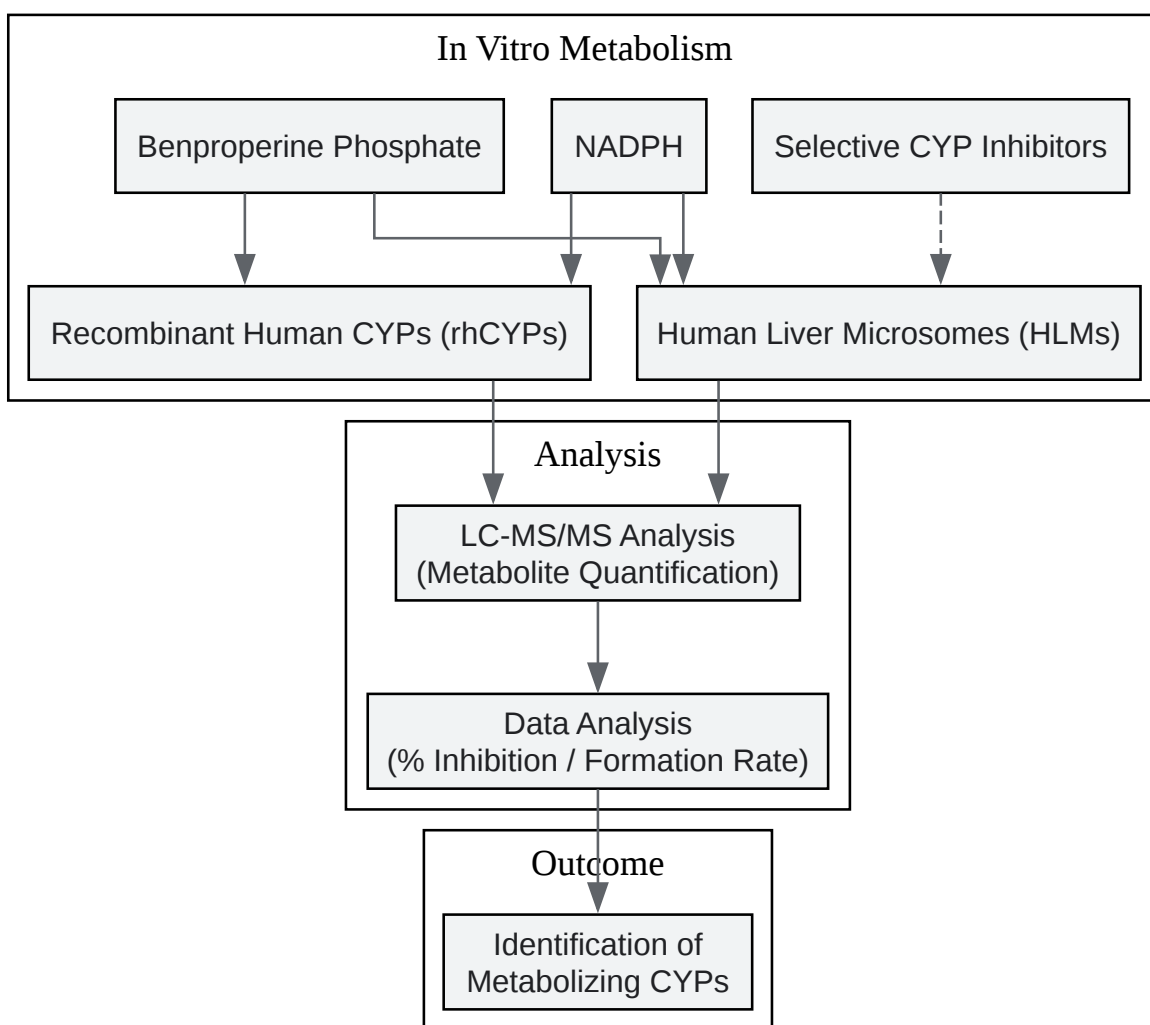 In Vitro Metabolism
Benproperine Phosphate
NADPH
Selective CYP Inhibitors
Recombinant Human CYPs (rhCYPs)
Human Liver Microsomes (HLMs)
Analysis
LC-MS/MS Analysis
(Metabolite Quantification)
Data Analysis
(% Inhibition / Formation Rate)
Outcome
Identification of
Metabolizing CYPs